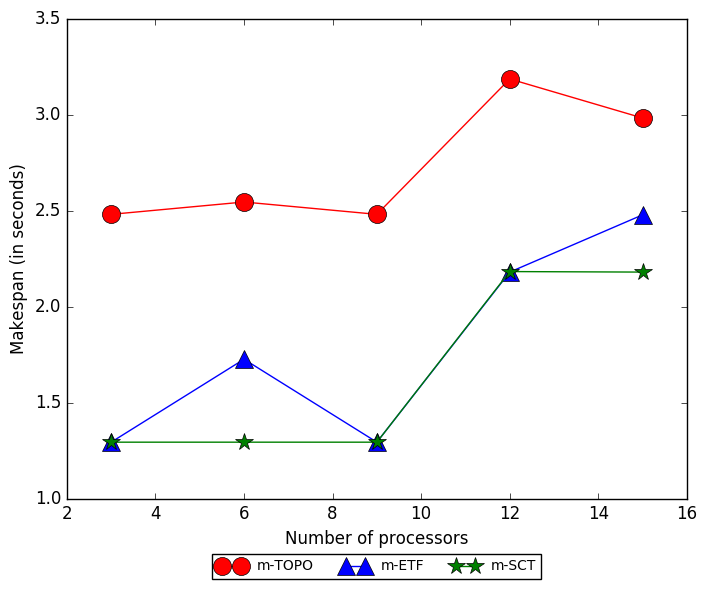 3.5
3.0
2.5
2.0
1.5
1.0
Makespan (in seconds)
2 4 6 8 10 12 14 16
Number of processors
m-TOPO m-ETF m-SCT